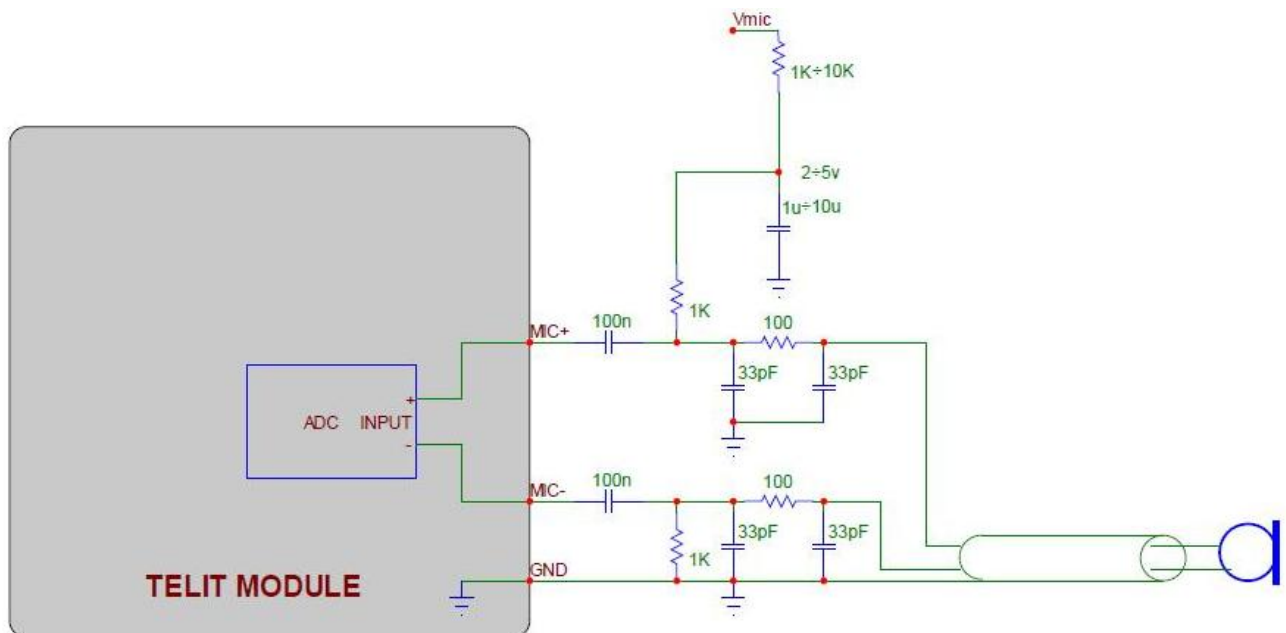 Vmic
1K÷10K
2÷5v
1u÷10u
1K
MIC+
100n
100
33pF
33pF
+
ADC INPUT
-
MIC-
100n
100
33pF
33pF
1K
GND
TELIT MODULE